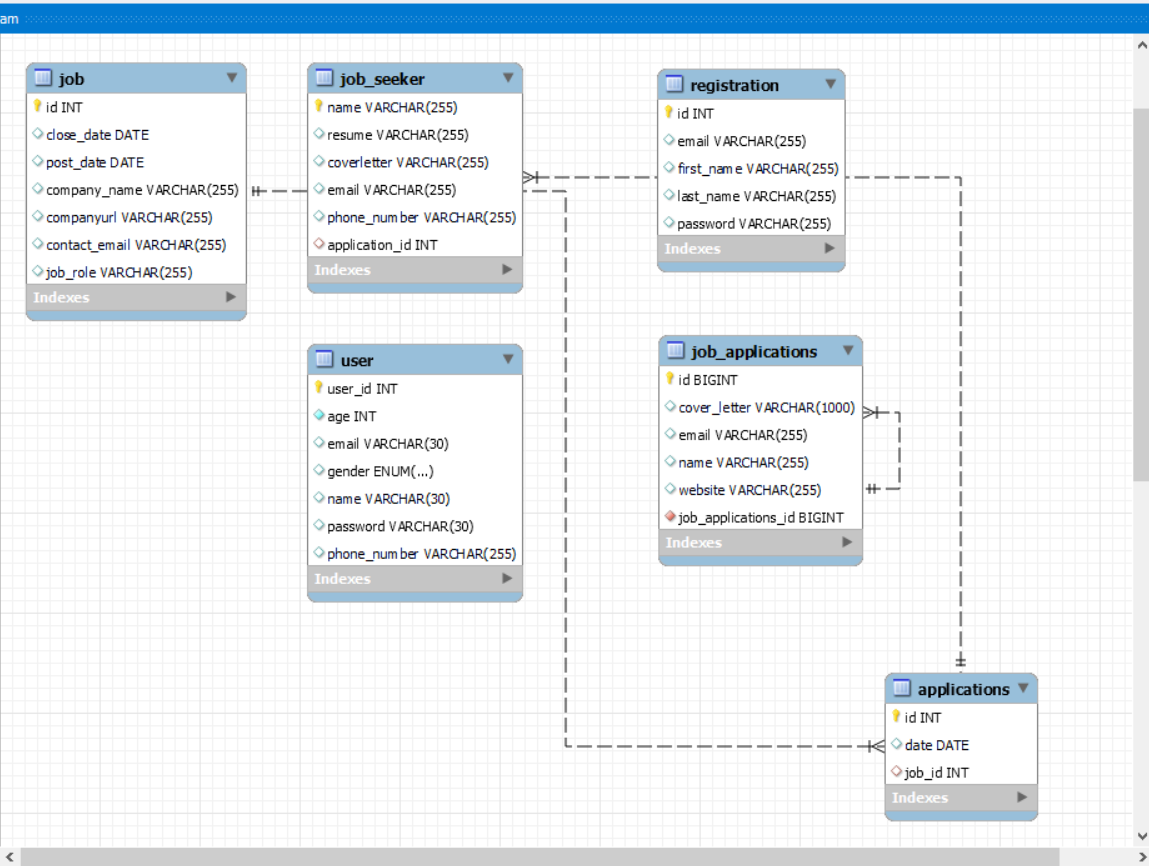 am
job
id INT
close_date DATE
post_date DATE
company_name VARCHAR(255)
companyurl VARCHAR(255)
contact_email VARCHAR(255)
job_role VARCHAR(255)
Indexes
job_seeker
name VARCHAR(255)
resume VARCHAR(255)
coverletter VARCHAR(255)
email VARCHAR(255)
phone_number VARCHAR(255)
application_id INT
Indexes
registration
id INT
email VARCHAR(255)
first_name VARCHAR(255)
last_name VARCHAR(255)
password VARCHAR(255)
Indexes
user
user_id INT
age INT
email VARCHAR(30)
gender ENUM(...)
name VARCHAR(30)
password VARCHAR(30)
phone_number VARCHAR(255)
Indexes
job_applications
id BIGINT
cover_letter VARCHAR(1000)
email VARCHAR(255)
name VARCHAR(255)
website VARCHAR(255)
job_applications_id BIGINT
Indexes
applications
id INT
date DATE
job_id INT
Indexes